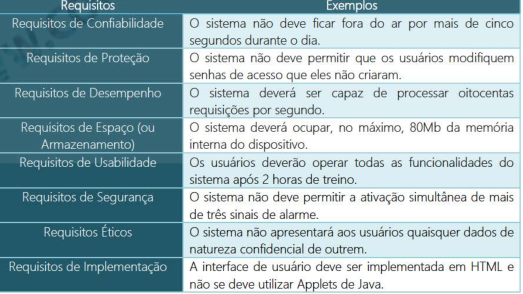 Requisitos Exemplos
Requisitos de Confiabilidade O sistema não deve ficar fora do ar por mais de cinco
segundos durante o dia.
Requisitos de Proteção O sistema não deve permitir que os usuários modifiquem
senhas de acesso que eles não criaram.
Requisitos de Desempenho O sistema deverá ser capaz de processar oitocentas
requisições por segundo.
Requisitos de Espaço (ou O sistema deverá ocupar, no máximo, 80Mb da memória
Armazenamento) interna do dispositivo.
Requisitos de Usabilidade Os usuários deverão operar todas as funcionalidades do
sistema após 2 horas de treino.
Requisitos de Segurança O sistema não deve permitir a ativação simultânea de mais
de três sinais de alarme.
Requisitos Éticos O sistema não apresentará aos usuários quaisquer dados de
natureza confidencial de outrem.
Requisitos de Implementação A interface de usuário deve ser implementada em HTML e
não se deve utilizar Applets de Java.